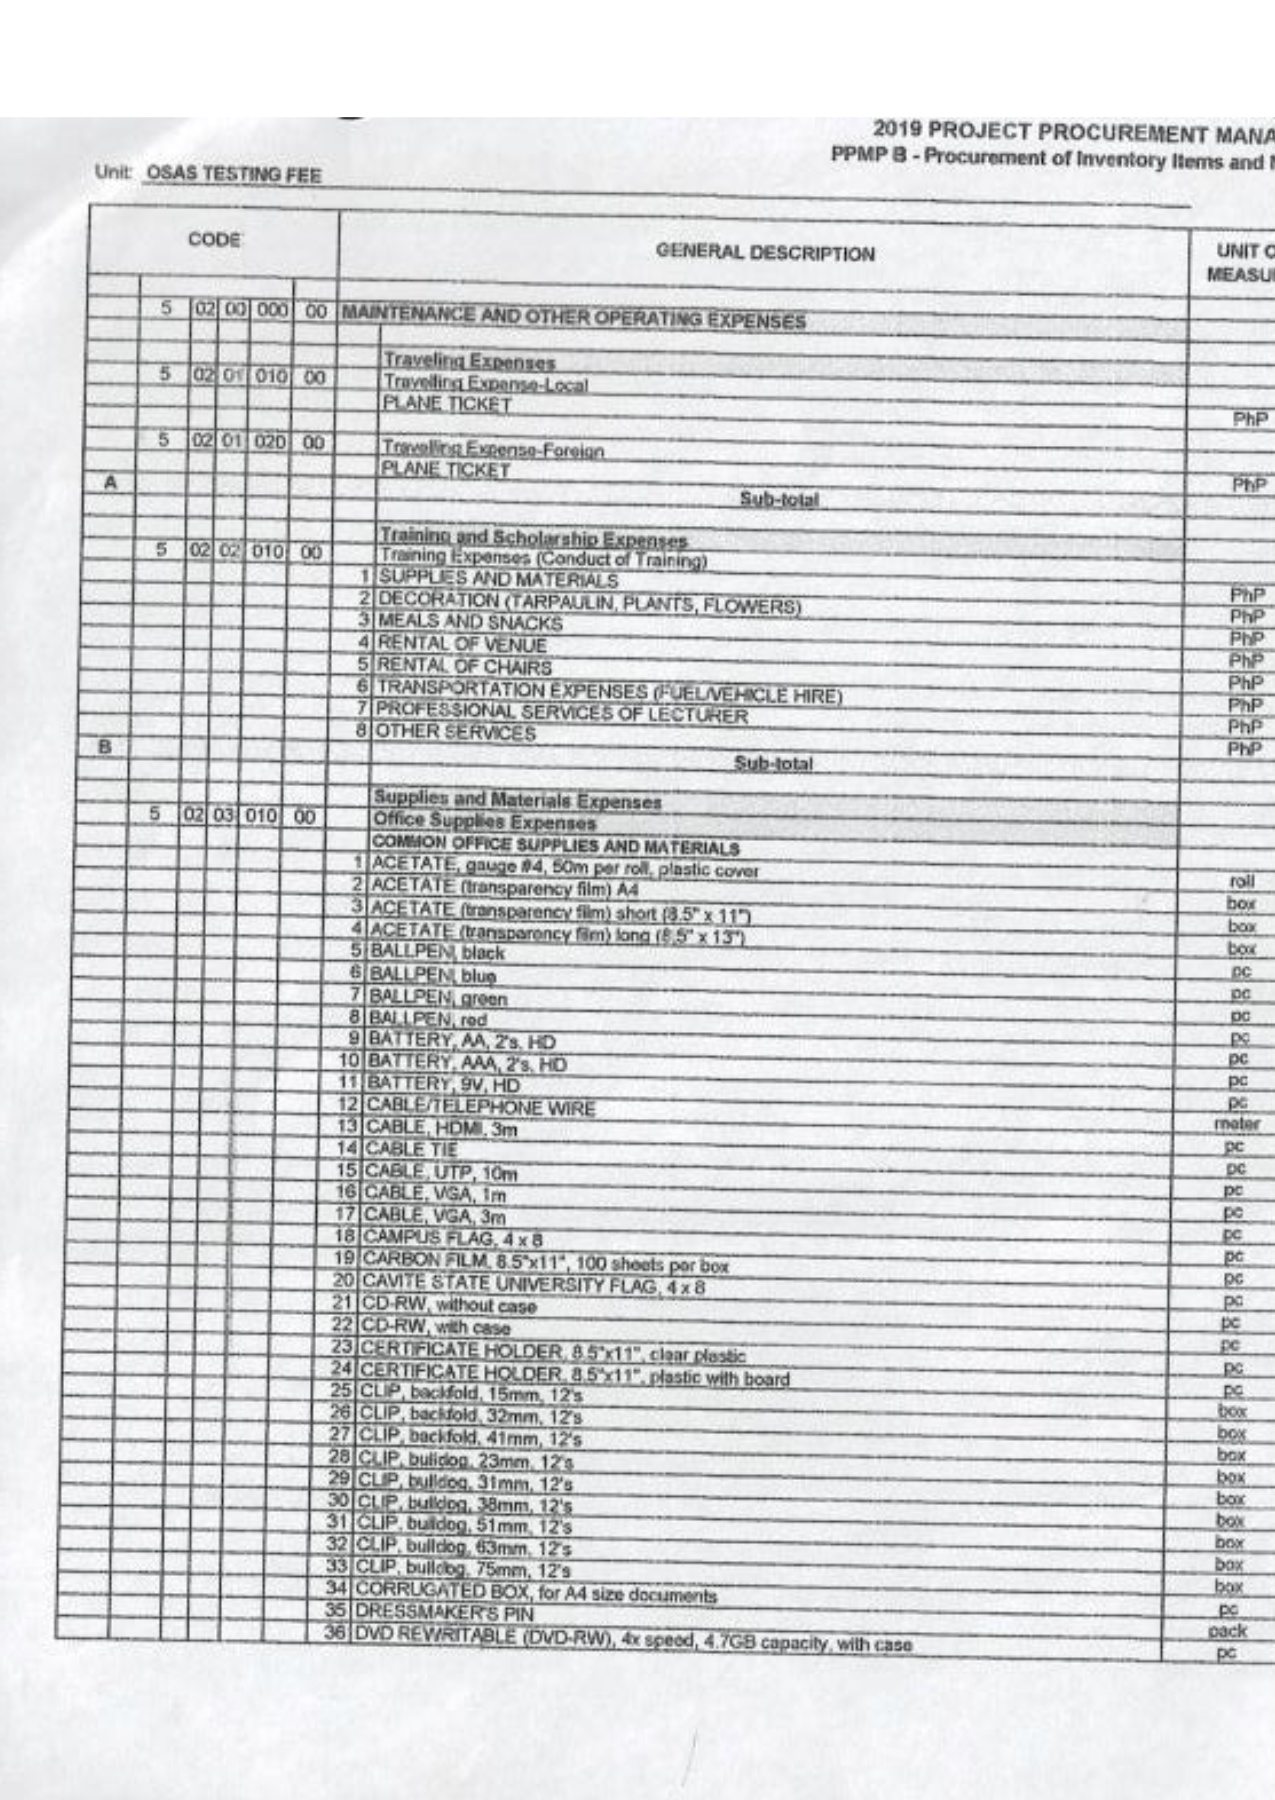 2019 PROJECT PROCUREMENT MANA
PPMP B - Procurement of Inventory Items and
Unit: OSAS TESTING FEE
CODE GENERAL DESCRIPTION UNIT O
MEASU
5 02 00 000 00 MAINTENANCE AND OTHER OPERATING EXPENSES
Traveling Expenses
5 02 01 010 00 Travelling Expense-Local
PLANE TICKET PhP
5 02 01 020 00 Travelling Expense-Foreign
PLANE TICKET PhP
A Sub-total
Training and Scholarship Expenses
5 02 02 010 00 Training Expenses (Conduct of Training)
1 SUPPLIES AND MATERIALS PhP
2 DECORATION (TARPAULIN, PLANTS, FLOWERS) PhP
3 MEALS AND SNACKS PhP
4 RENTAL OF VENUE PhP
5 RENTAL OF CHAIRS PhP
6 TRANSPORTATION EXPENSES (FUEL/VEHICLE HIRE) PhP
7 PROFESSIONAL SERVICES OF LECTURER PhP
8 OTHER SERVICES PhP
B Sub-total
Supplies and Materials Expenses
5 02 03 010 00 Office Supplies Expenses
COMMON OFFICE SUPPLIES AND MATERIALS
1 ACETATE, gauge #4, 50m per roll, plastic cover roll
2 ACETATE (transparency film) A4 box
3 ACETATE (transparency film) short (8.5" x 11") box
4 ACETATE (transparency film) long (8.5" x 13") box
5 BALLPEN, black pc
6 BALLPEN, blue pc
7 BALLPEN, green pc
8 BALLPEN, red pc
9 BATTERY, AA, 2's, HD pc
10 BATTERY, AAA, 2's, HD pc
11 BATTERY, 9V, HD pc
12 CABLE/TELEPHONE WIRE meter
13 CABLE, HDMI, 3m pc
14 CABLE TIE pc
15 CABLE, UTP, 10m pc
16 CABLE, VGA, 1m pc
17 CABLE, VGA, 3m pc
18 CAMPUS FLAG, 4 x 8 pc
19 CARBON FILM, 8.5"x11", 100 sheets per box pc
20 CAVITE STATE UNIVERSITY FLAG, 4 x 8 pc
21 CD-RW, without case pc
22 CD-RW, with case pc
23 CERTIFICATE HOLDER, 8.5"x11", clear plastic pc
24 CERTIFICATE HOLDER, 8.5"x11", plastic with board pc
25 CLIP, backfold, 15mm, 12's box
26 CLIP, backfold, 32mm, 12's box
27 CLIP, backfold, 41mm, 12's box
28 CLIP, bulldog, 23mm, 12's box
29 CLIP, bulldog, 31mm, 12's box
30 CLIP, bulldog, 38mm, 12's box
31 CLIP, bulldog, 51mm, 12's box
32 CLIP, bulldog, 63mm, 12's box
33 CLIP, bulldog, 75mm, 12's box
34 CORRUGATED BOX, for A4 size documents pc
35 DRESSMAKER'S PIN pack
36 DVD REWRITABLE (DVD-RW), 4x speed, 4.7GB capacity, with case pc